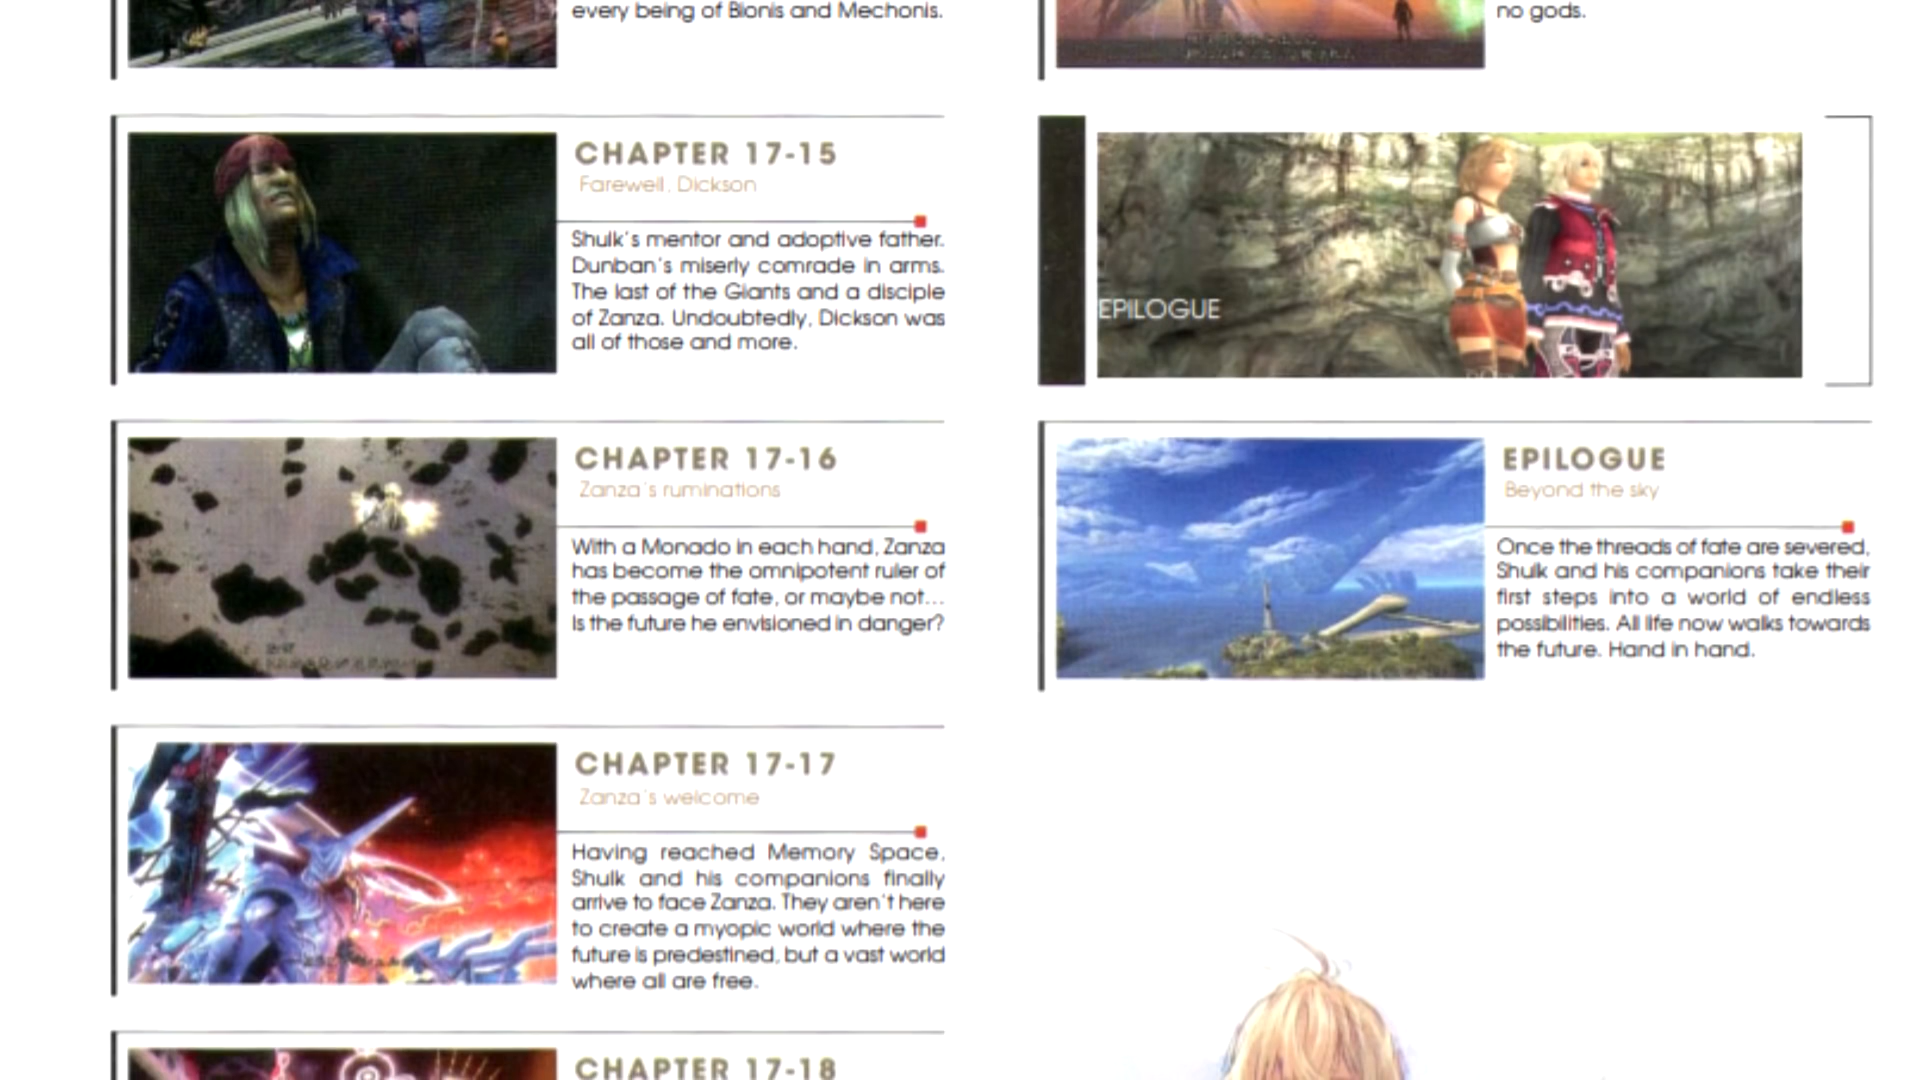 every being of Bionis and Mechonis.
CHAPTER 17-15
Farewell, Dickson
Shulk's mentor and adoptive father.
Dunban's miserly comrade in arms.
The last of the Giants and a disciple
of Zanza. Undoubtedly, Dickson was
all of those and more.
CHAPTER 17-16
Zanza's ruminations
With a Monado in each hand, Zanza
has become the omnipotent ruler of
the passage of fate, or maybe not...
Is the future he envisioned in danger?
CHAPTER 17-17
Zanza's welcome
Having reached Memory Space,
Shulk and his companions finally
arrive to face Zanza. They aren't here
to create a myopic world where the
future is predestined, but a vast world
where all are free.
CHAPTER 17-18
no gods.
EPILOGUE
EPILOGUE
Beyond the sky
Once the threads of fate are severed,
Shulk and his companions take their
first steps into a world of endless
possibilities. All life now walks towards
the future. Hand in hand.